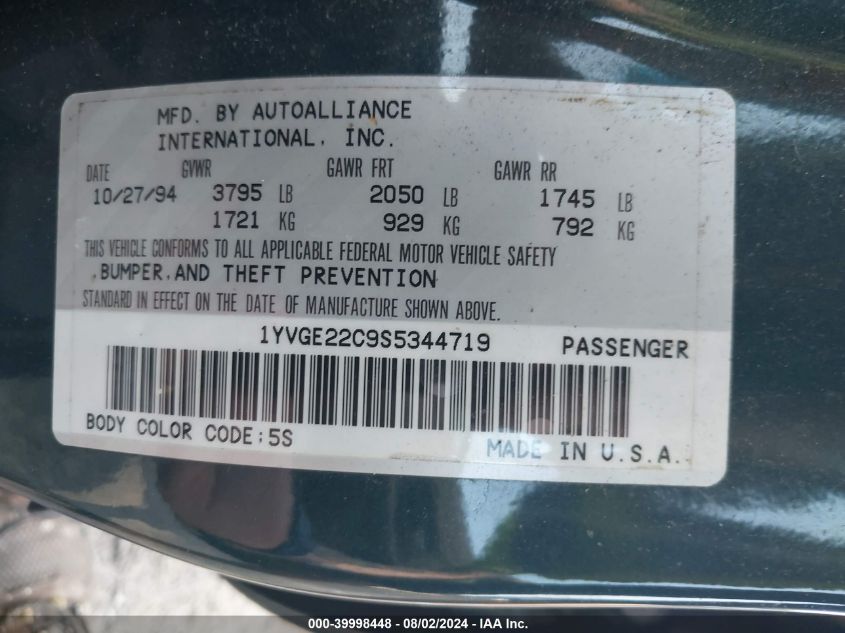 MFD. BY AUTOALLIANCE
INTERNATIONAL, INC.
DATE GVWR GAWR FRT GAWR RR
10/27/94 3795 LB 2050 LB 1745 LB
1721 KG 929 KG 792 KG
THIS VEHICLE CONFORMS TO ALL APPLICABLE FEDERAL MOTOR VEHICLE SAFETY
,BUMPER,AND THEFT PREVENTION
STANDARD IN EFFECT ON THE DATE OF MANUFACTURE SHOWN ABOVE.
1YVGE22C9S5344719 PASSENGER
BODY COLOR CODE:5S MADE IN U.S.A.
000-39998448 - 08/02/2024 - IAA Inc.